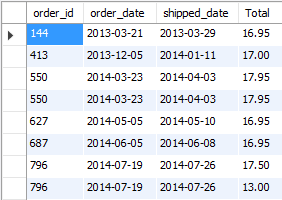 order_id order_date shipped_date Total
144 2013-03-21 2013-03-29 16.95
413 2013-12-05 2014-01-11 17.00
550 2014-03-23 2014-04-03 17.95
550 2014-03-23 2014-04-03 17.95
627 2014-05-05 2014-05-10 16.95
687 2014-06-05 2014-06-08 16.95
796 2014-07-19 2014-07-26 17.50
796 2014-07-19 2014-07-26 13.00